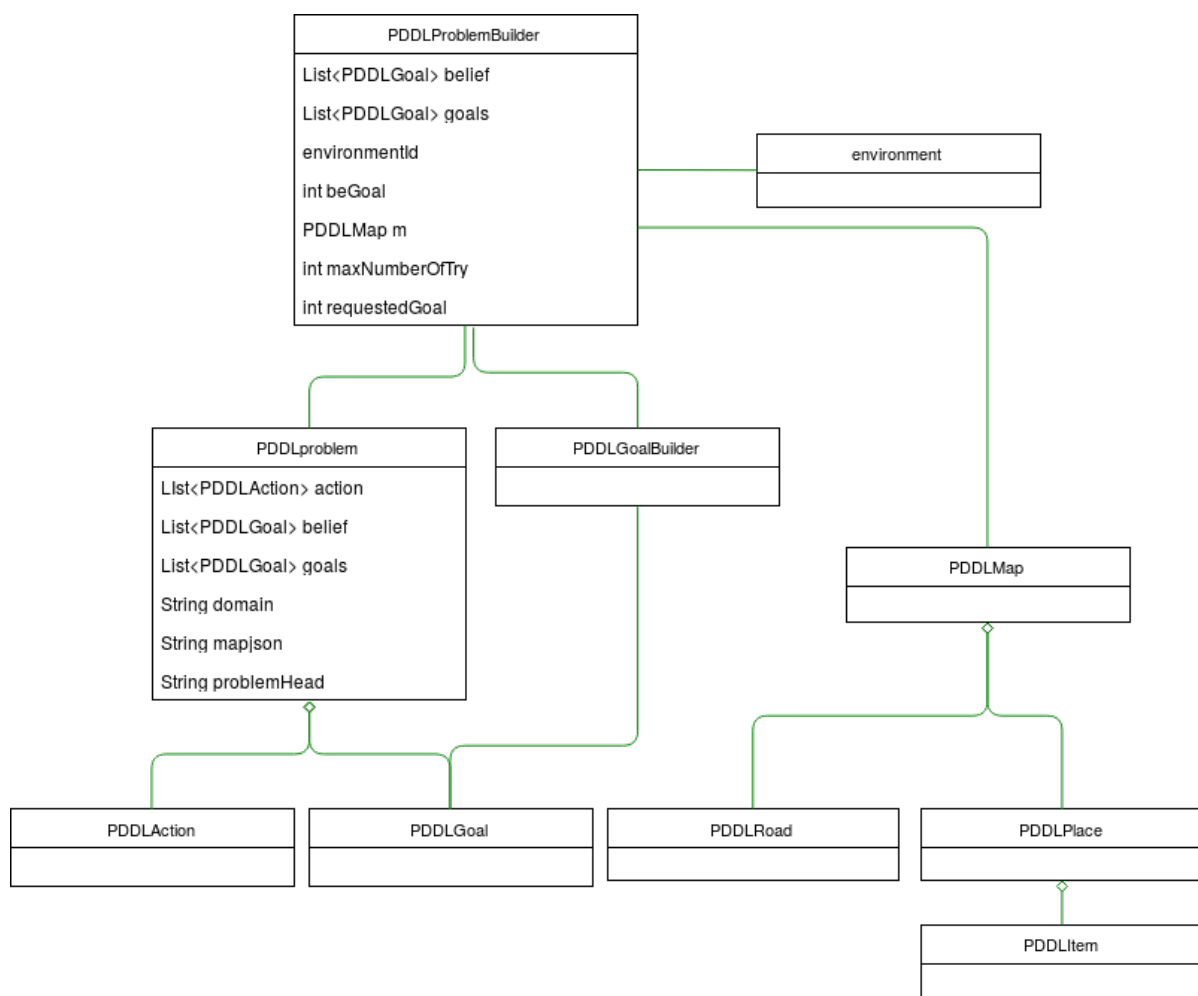 PDDLProblemBuilder
List<PDDLGoal> belief
List<PDDLGoal> goals
environmentId
int beGoal
PDDLMap m
int maxNumberOfTry
int requestedGoal
environment
PDDLproblem
LIst<PDDLAction> action
List<PDDLGoal> belief
List<PDDLGoal> goals
String domain
String mapjson
String problemHead
PDDLGoalBuilder
PDDLMap
PDDLAction
PDDLGoal
PDDLRoad
PDDLPlace
PDDLItem